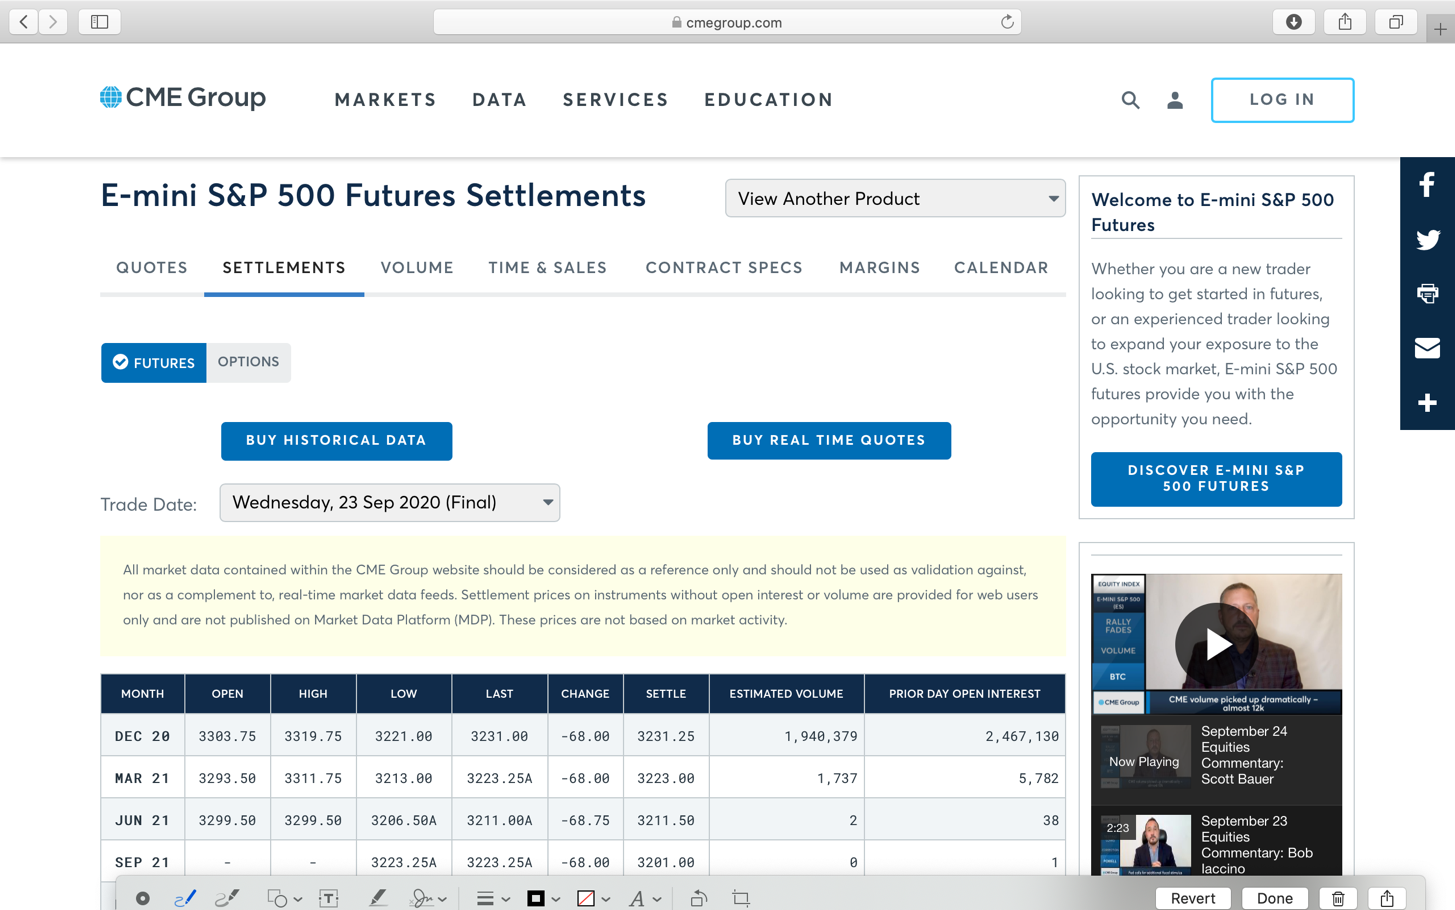 cmegroup.com
CME Group
MARKETS DATA SERVICES EDUCATION
LOG IN
E-mini S&P 500 Futures Settlements
View Another Product
QUOTES SETTLEMENTS VOLUME TIME & SALES CONTRACT SPECS MARGINS CALENDAR
FUTURES OPTIONS
BUY HISTORICAL DATA BUY REAL TIME QUOTES
Trade Date: Wednesday, 23 Sep 2020 (Final)
All market data contained within the CME Group website should be considered as a reference only and should not be used as validation against,
nor as a complement to, real-time market data feeds. Settlement prices on instruments without open interest or volume are provided for web users
only and are not published on Market Data Platform (MDP). These prices are not based on market activity.
MONTH OPEN HIGH LOW LAST CHANGE SETTLE ESTIMATED VOLUME PRIOR DAY OPEN INTEREST
DEC 20 3303.75 3319.75 3221.00 3231.00 -68.00 3231.25 1,940,379 2,467,130
MAR 21 3293.50 3311.75 3213.00 3223.25A -68.00 3223.00 1,737 5,782
JUN 21 3299.50 3299.50 3206.50A 3211.00A -68.75 3211.50 2 38
SEP 21 - - 3223.25A 3223.25A -68.00 3201.00 0 1
Welcome to E-mini S&P 500
Futures
Whether you are a new trader
looking to get started in futures,
or an experienced trader looking
to expand your exposure to the
U.S. stock market, E-mini S&P 500
futures provide you with the
opportunity you need.
DISCOVER E-MINI S&P
500 FUTURES
EQUITY INDEX
E-MINI S&P 500
(ES)
RALLY
FADES
VOLUME
BTC
CME Group
CME volume picked up dramatically –
almost 12k
Now Playing
September 24
Equities
Commentary:
Scott Bauer
2:23
September 23
Equities
Commentary: Bob
Iaccino
Revert Done